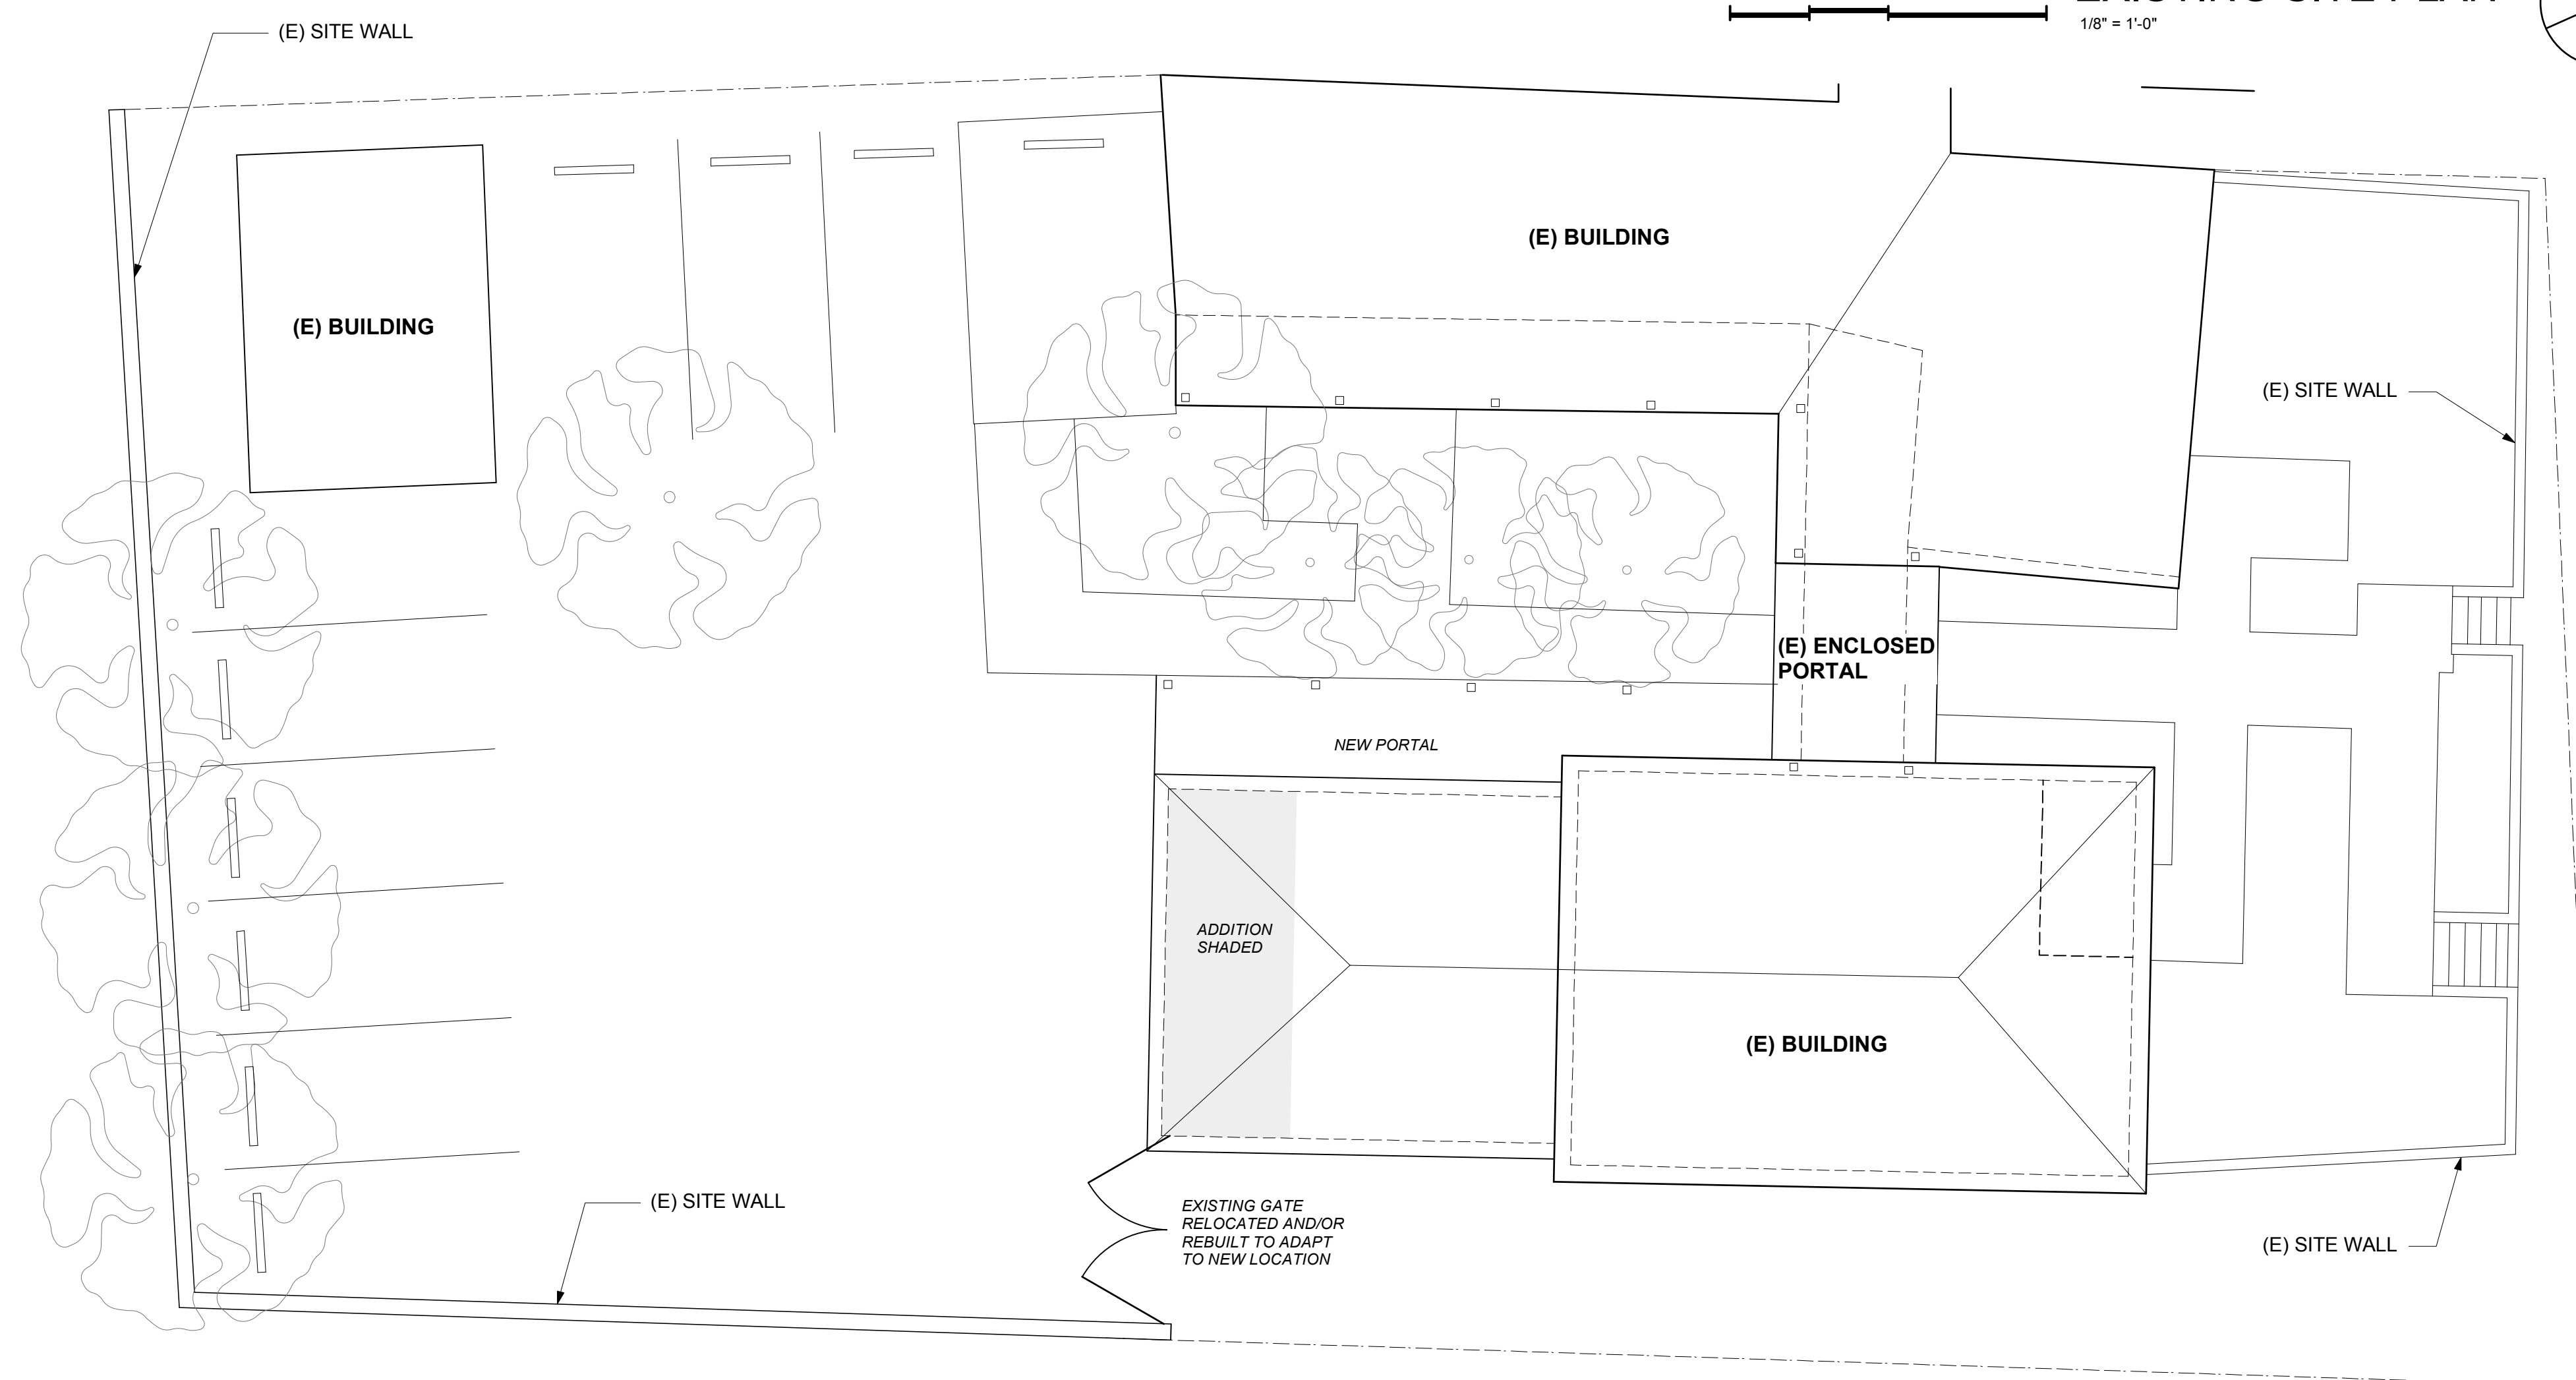 1/8" = 1'-0"
(E) SITE WALL
(E) BUILDING
(E) BUILDING
(E) SITE WALL
(E) ENCLOSED
PORTAL
NEW PORTAL
ADDITION
SHADED
(E) BUILDING
(E) SITE WALL
EXISTING GATE
RELOCATED AND/OR
REBUILT TO ADAPT
TO NEW LOCATION
(E) SITE WALL